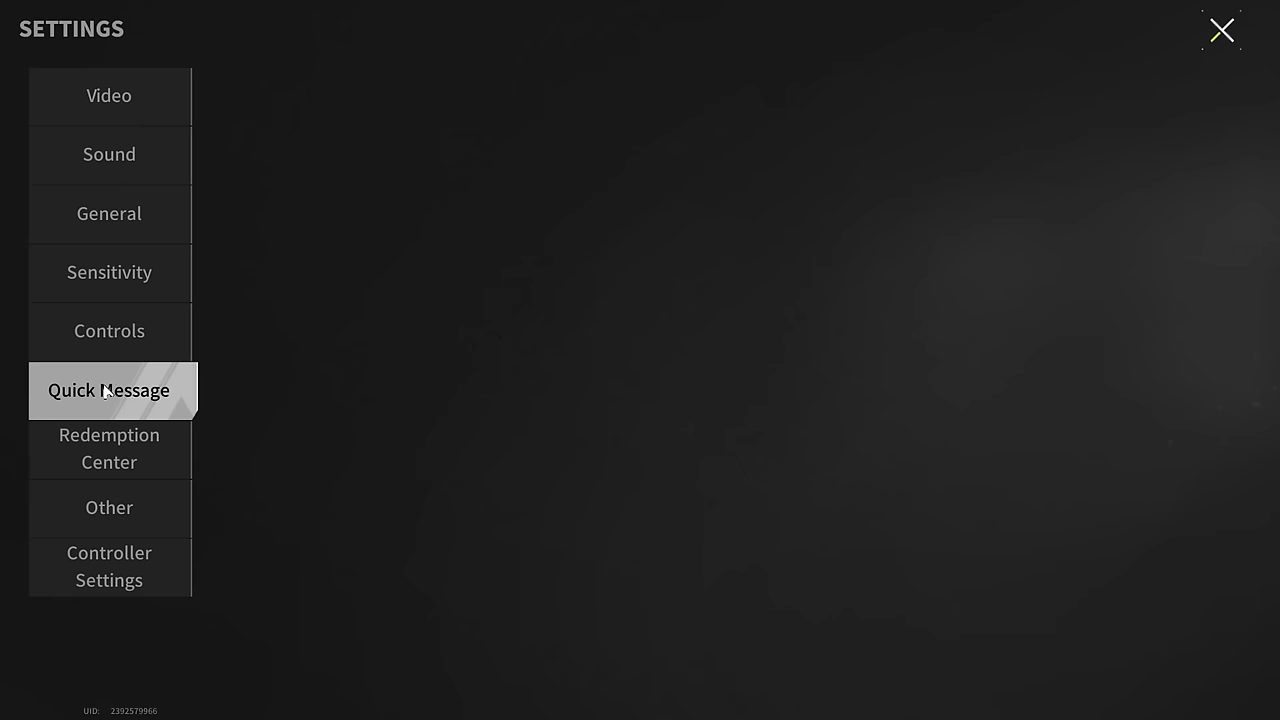 SETTINGS
Video
Sound
General
Sensitivity
Controls
Quick Message
Redemption
Center
Other
Controller
Settings
UID: 2392579966